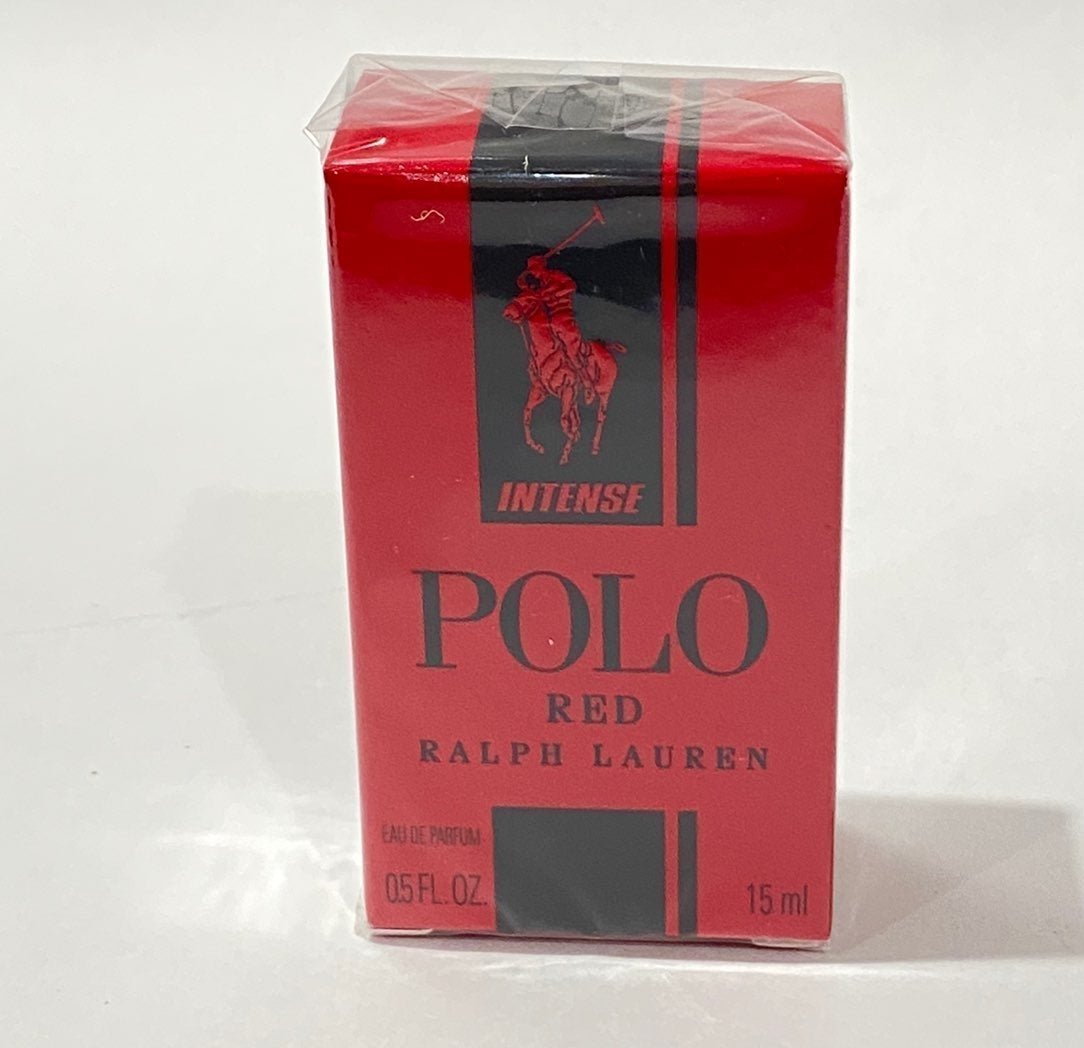 INTENSE
POLO
RED
RALPH LAUREN
EAU DE PARFUM
0.5 FL. OZ.
15 ml